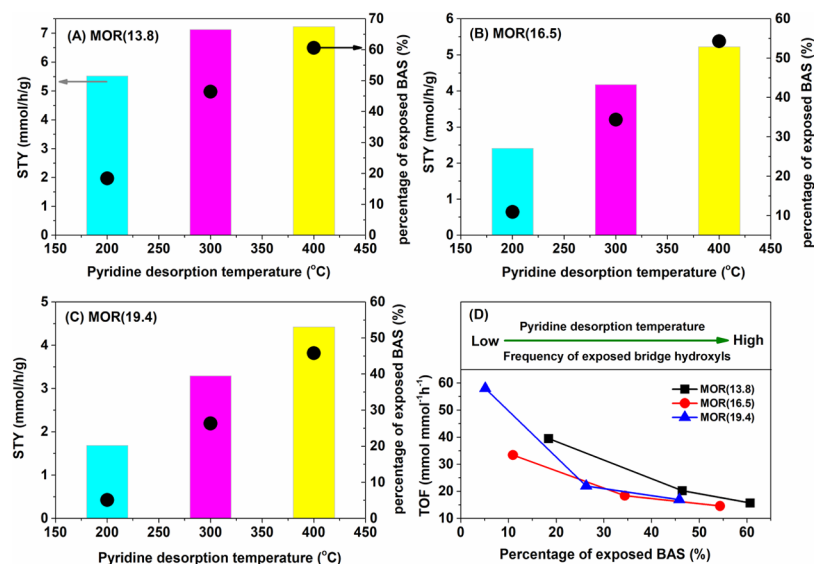 (A) MOR(13.8)
STY (mmol/h/g)
7
6
5
4
3
2
1
0
percentage of exposed BAS (%)
70
60
50
40
30
20
10
0
150 200 250 300 350 400 450
Pyridine desorption temperature (°C)
(B) MOR(16.5)
STY (mmol/h/g)
6
5
4
3
2
1
0
percentage of exposed BAS (%)
60
50
40
30
20
10
150 200 250 300 350 400 450
Pyridine desorption temperature (°C)
(C) MOR(19.4)
STY (mmol/h/g)
5
4
3
2
1
0
percentage of exposed BAS (%)
60
50
40
30
20
10
0
150 200 250 300 350 400 450
Pyridine desorption temperature (°C)
(D)
Pyridine desorption temperature
Low High
Frequency of exposed bridge hydroxyls
MOR(13.8)
MOR(16.5)
MOR(19.4)
TOF (mmol mmol⁻¹h⁻¹)
60
50
40
30
20
10
0 10 20 30 40 50 60
Percentage of exposed BAS (%)